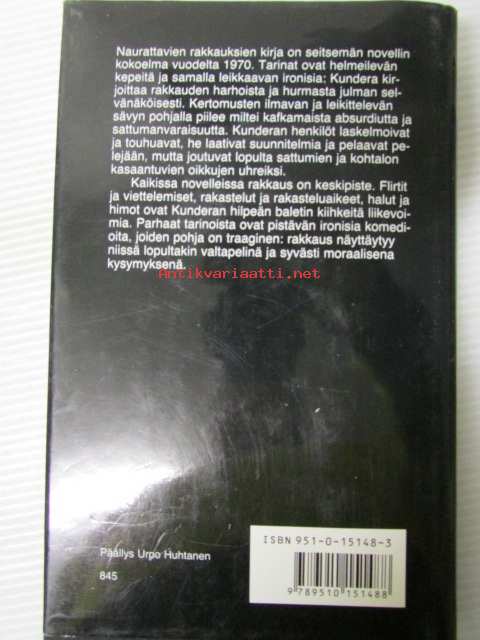 Naurattavien rakkauksien kirja on seitsemän novellin
kokoelma vuodelta 1970. Tarinat ovat helmeilevän
kepeitä ja samalla leikkaavan ironisia: Kundera kir-
joittaa rakkauden harhoista ja hurmasta julman sel-
vänäköisesti. Kertomusten ilmavan ja leikittelevän
sävyn pohjalla piilee miltei kafkamaista absurdiutta ja
sattumanvaraisuutta. Kunderan henkilöt laskelmoivat
ja touhuavat, he laativat suunnitelmia ja pelaavat pe-
lejään, mutta joutuvat lopulta sattumien ja kohtalon
kasaantuvien oikkujen uhreiksi.
Kaikissa novelleissa rakkaus on keskipiste. Flirtit
ja viettelemiset, rakastelut ja rakasteluaikeet, halut ja
himot ovat Kunderan hilpeän baletin kiihkeitä liikevoi-
mia. Parhaat tarinoista ovat pistävän ironisia komedi-
oita, joiden pohja on traaginen: rakkaus näyttäytyy
niissä lopultakin valtapelinä ja syvästi moraalisena
kysymyksenä.
Antikvariaatti.net
ISBN 951-0-15148-3
Päällys Urpo Huhtanen
845
9 789510 151488